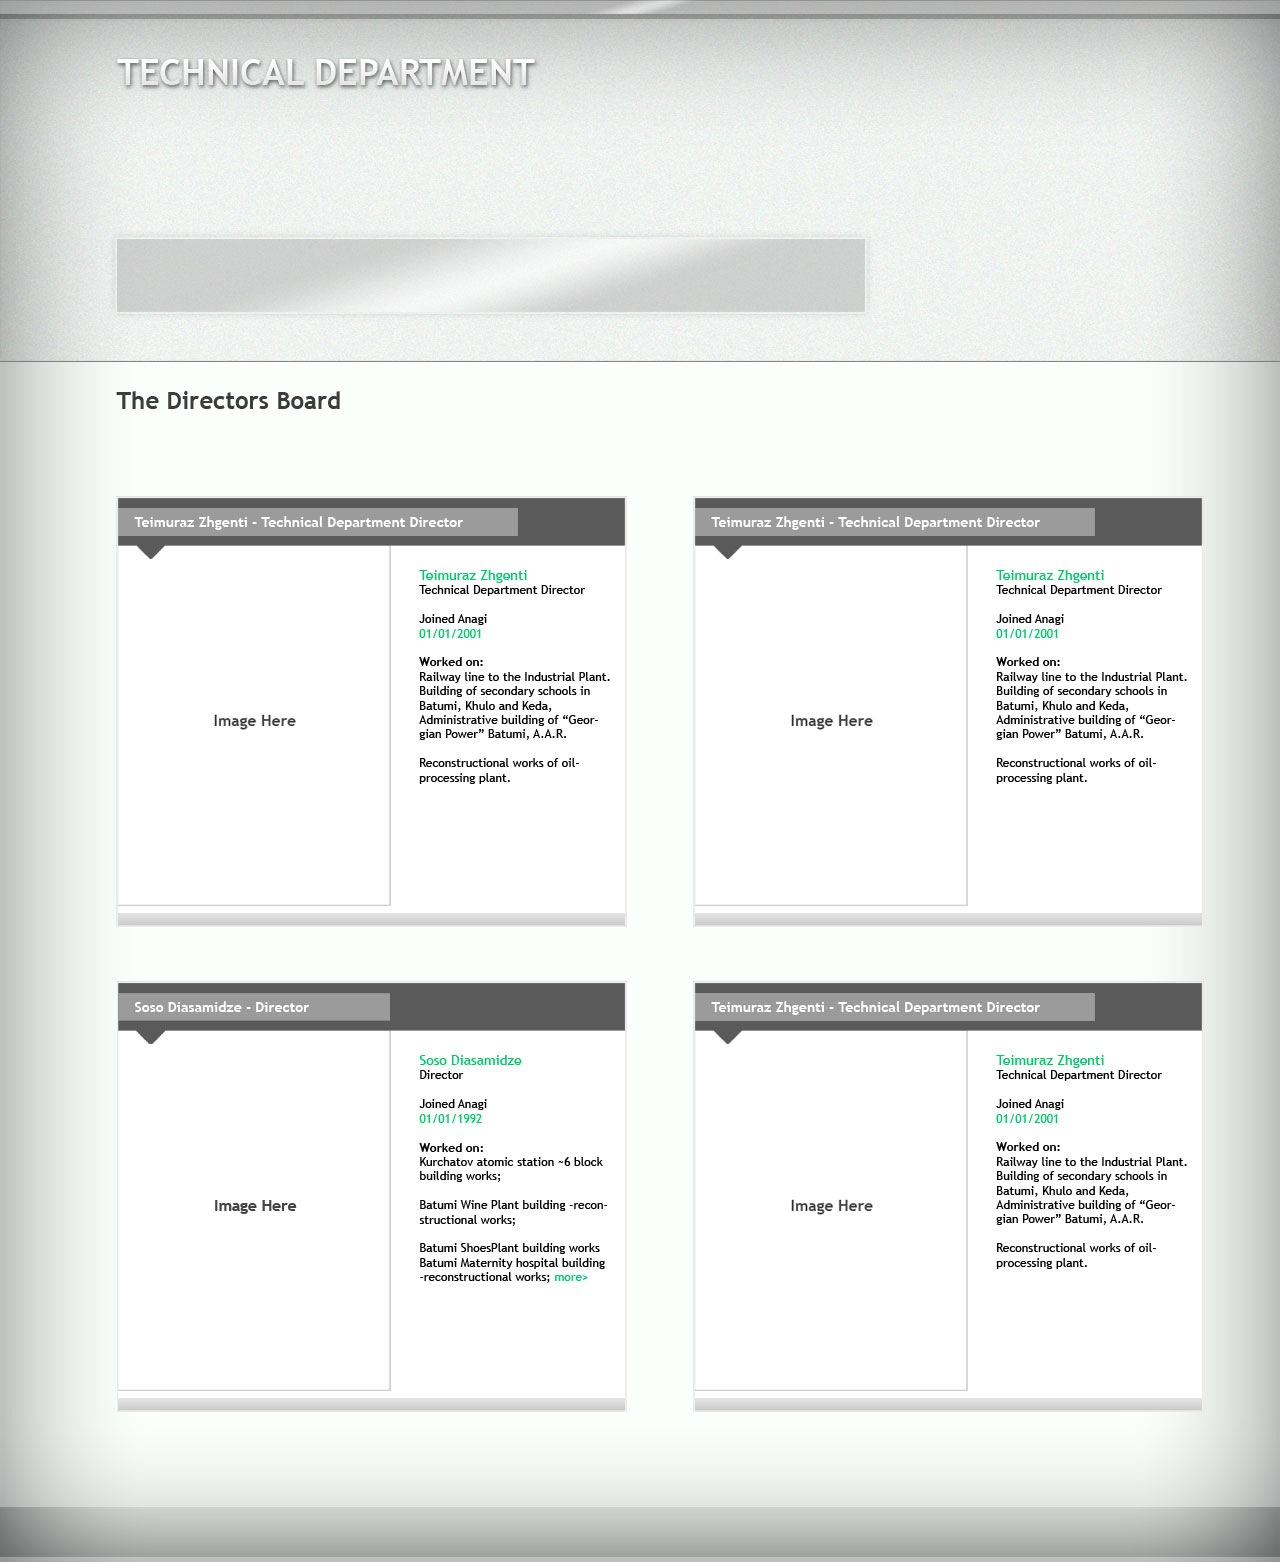 TECHNICAL DEPARTMENT
The Directors Board
Teimuraz Zhgenti - Technical Department Director
Image Here
Teimuraz Zhgenti
Technical Department Director
Joined Anagi
01/01/2001
Worked on:
Railway line to the Industrial Plant.
Building of secondary schools in
Batumi, Khulo and Keda,
Administrative building of “Geor-
gian Power” Batumi, A.A.R.
Reconstructional works of oil-
processing plant.
Teimuraz Zhgenti - Technical Department Director
Image Here
Teimuraz Zhgenti
Technical Department Director
Joined Anagi
01/01/2001
Worked on:
Railway line to the Industrial Plant.
Building of secondary schools in
Batumi, Khulo and Keda,
Administrative building of “Geor-
gian Power” Batumi, A.A.R.
Reconstructional works of oil-
processing plant.
Soso Diasamidze - Director
Image Here
Soso Diasamidze
Director
Joined Anagi
01/01/1992
Worked on:
Kurchatov atomic station ~6 block
building works;
Batumi Wine Plant building -recon-
structional works;
Batumi ShoesPlant building works
Batumi Maternity hospital building
-reconstructional works; more>
Teimuraz Zhgenti - Technical Department Director
Image Here
Teimuraz Zhgenti
Technical Department Director
Joined Anagi
01/01/2001
Worked on:
Railway line to the Industrial Plant.
Building of secondary schools in
Batumi, Khulo and Keda,
Administrative building of “Geor-
gian Power” Batumi, A.A.R.
Reconstructional works of oil-
processing plant.